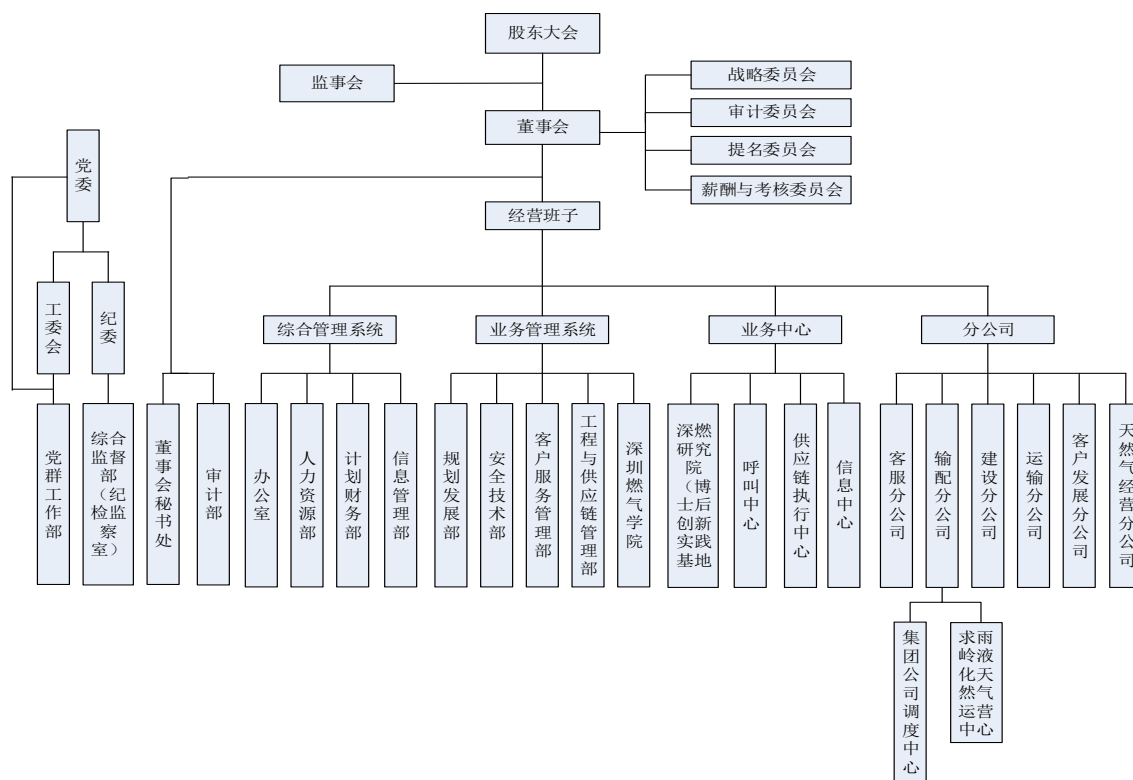 股东大会
监事会
董事会
战略委员会
审计委员会
提名委员会
薪酬与考核委员会
党委
经营班子
工委会
纪委
综合管理系统
业务管理系统
业务中心
分公司
党群工作部
综合
监督
部
（纪
检监
察
室）
董事会秘书处
审计部
办公室
人力资源部
计划财务部
信息管理部
规划发展部
安全技术部
客户服务管理部
工程与供应链管理部
深圳燃气学院
深燃
研究
院
（博
士后
创新
实践
基地
呼叫中心
供应链执行中心
信息中心
客服分公司
输配分公司
建设分公司
运输分公司
客户发展分公司
天然气经营分公司
集团公司调度中心
求雨
岭液
化天
然气
运营
中心